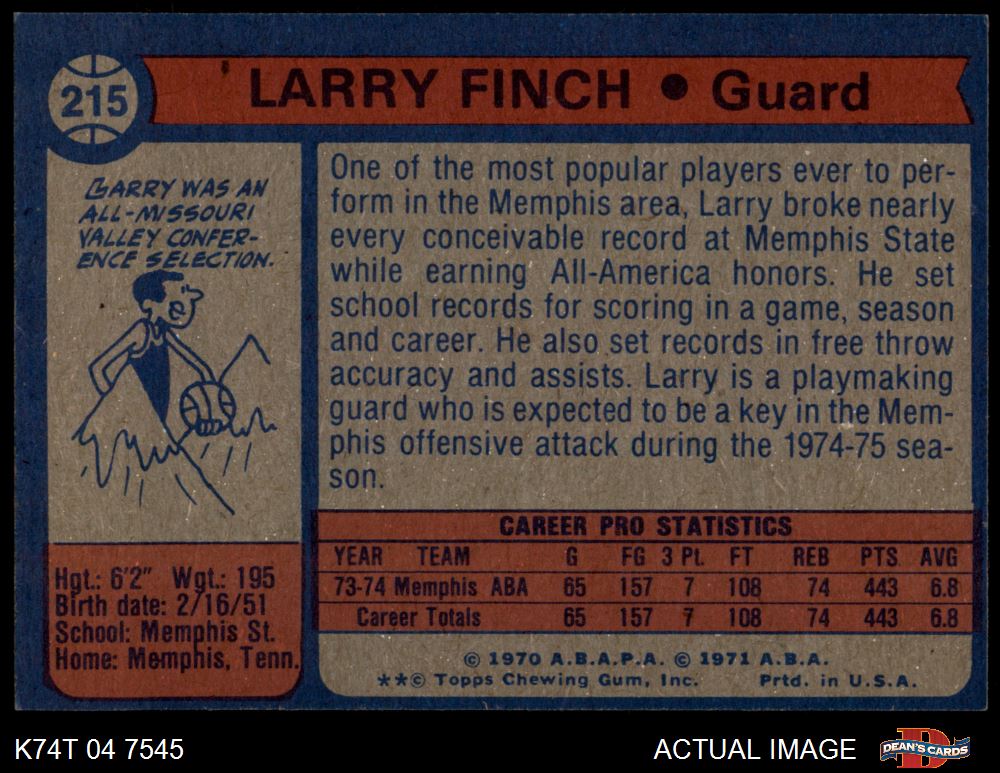 215
LARRY FINCH • Guard
LARRY WAS AN
ALL-MISSOURI
VALLEY CONFER-
ENCE SELECTION.
One of the most popular players ever to per-
form in the Memphis area, Larry broke nearly
every conceivable record at Memphis State
while earning All-America honors. He set
school records for scoring in a game, season
and career. He also set records in free throw
accuracy and assists. Larry is a playmaking
guard who is expected to be a key in the Mem-
phis offensive attack during the 1974-75 sea-
son.
Hgt.: 6'2" Wgt.: 195
Birth date: 2/16/51
School: Memphis St.
Home: Memphis, Tenn.
CAREER PRO STATISTICS
YEAR TEAM G FG 3 Pt. FT REB PTS AVG
73-74 Memphis ABA 65 157 7 108 74 443 6.8
Career Totals 65 157 7 108 74 443 6.8
© 1970 A.B.A.P.A. © 1971 A.B.A.
**© Topps Chewing Gum, Inc. Prtd. in U.S.A.
K74T 04 7545
ACTUAL IMAGE
DEAN'S CARDS